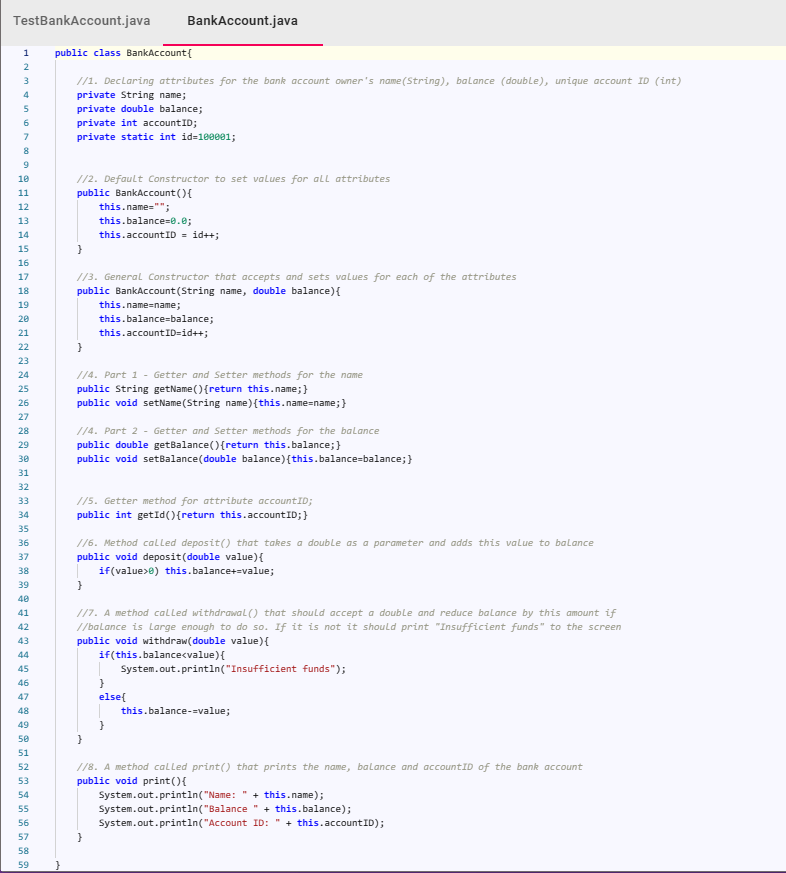 TestBankAccount.java BankAccount.java
1 public class BankAccount{
2
3 //1. Declaring attributes for the bank account owner's name(String), balance (double), unique account ID (int)
4 private String name;
5 private double balance;
6 private int accountID;
7 private static int id=100001;
8
9
10 //2. Default Constructor to set values for all attributes
11 public BankAccount(){
12 this.name="";
13 this.balance=0.0;
14 this.accountID = id++;
15 }
16
17 //3. General Constructor that accepts and sets values for each of the attributes
18 public BankAccount(String name, double balance){
19 this.name=name;
20 this.balance=balance;
21 this.accountID=id++;
22 }
23
24 //4. Part 1 - Getter and Setter methods for the name
25 public String getName(){return this.name;}
26 public void setName(String name){this.name=name;}
27
28 //4. Part 2 - Getter and Setter methods for the balance
29 public double getBalance(){return this.balance;}
30 public void setBalance(double balance){this.balance=balance;}
31
32
33 //5. Getter method for attribute accountID;
34 public int getId(){return this.accountID;}
35
36 //6. Method called deposit() that takes a double as a parameter and adds this value to balance
37 public void deposit(double value){
38 if(value>0) this.balance+=value;
39 }
40
41 //7. A method called withdrawal() that should accept a double and reduce balance by this amount if
42 //balance is large enough to do so. If it is not it should print "Insufficient funds" to the screen
43 public void withdraw(double value){
44 if(this.balance<value){
45 System.out.println("Insufficient funds");
46 }
47 else{
48 this.balance-=value;
49 }
50 }
51
52 //8. A method called print() that prints the name, balance and accountID of the bank account
53 public void print(){
54 System.out.println("Name: " + this.name);
55 System.out.println("Balance " + this.balance);
56 System.out.println("Account ID: " + this.accountID);
57 }
58
59 }